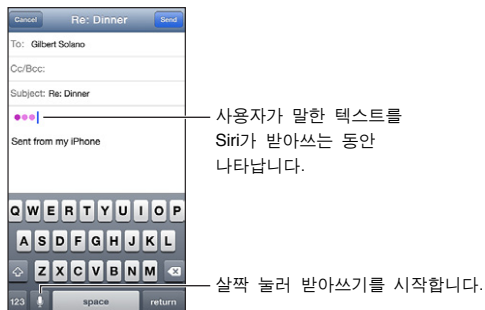 Cancel Re: Dinner Send
To: Gilbert Solano
Cc/Bcc:
Subject: Re: Dinner
사용자가 말한 텍스트를
Siri가 받아쓰는 동안
나타납니다.
Sent from my iPhone
Q W E R T Y U I O P
A S D F G H J K L
Z X C V B N M
살짝 눌러 받아쓰기를 시작합니다.
123 space return